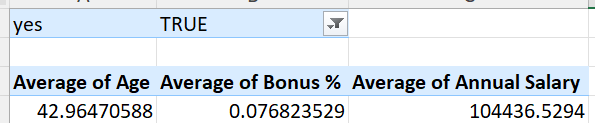 yes TRUE
Average of Age Average of Bonus % Average of Annual Salary
42.96470588 0.076823529 104436.5294